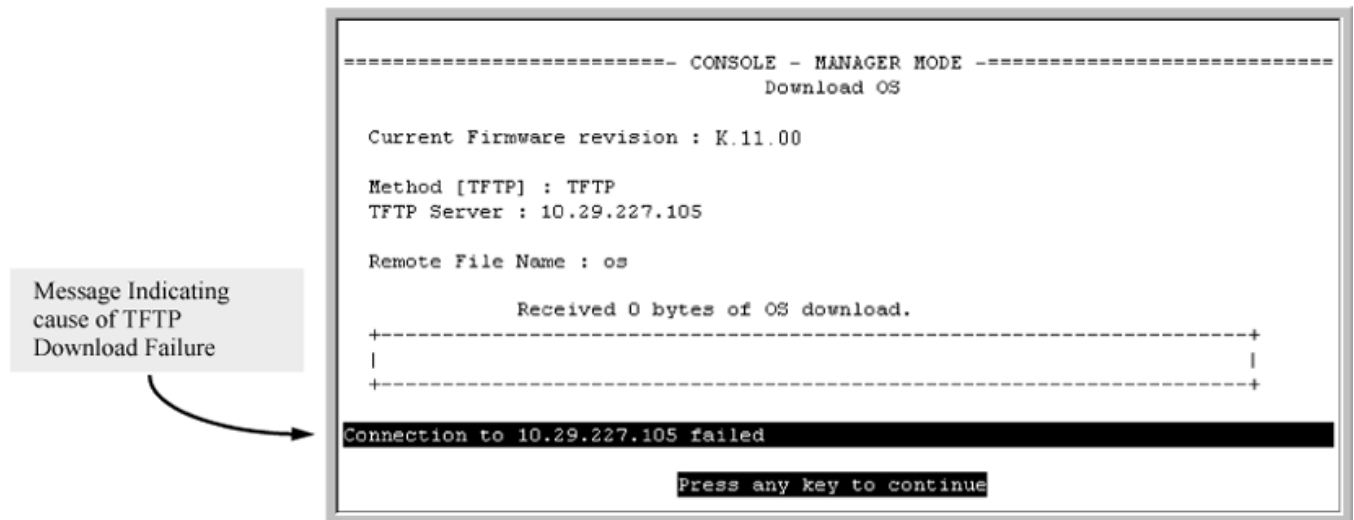 =============================- CONSOLE - MANAGER MODE -============================
Download OS
Current Firmware revision : K.11.00
Method [TFTP] : TFTP
TFTP Server : 10.29.227.105
Remote File Name : os
Received 0 bytes of OS download.
Message Indicating
cause of TFTP
Download Failure
Connection to 10.29.227.105 failed
Press any key to continue